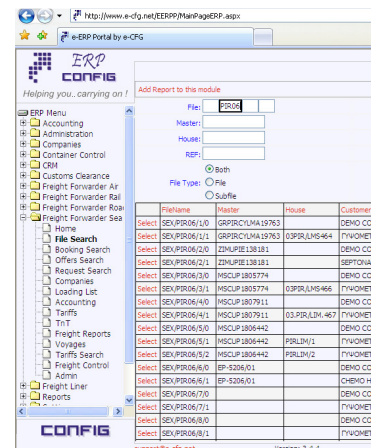 http://www.e-cfg.net/EERPP/MainPageERP.aspx
e-ERP Portal by e-CFG
ERP
CONFIG
Helping you.. carrying on !
Add Report to this module
File: PIR06
Master:
House:
REF:
Both
File Type: File
Subfile
ERP Menu
Accounting
Administration
Companies
Container Control
CRM
Customs Clearance
Freight Forwarder Air
Freight Forwarder Rail
Freight Forwarder Road
Freight Forwarder Sea
Home
File Search
Booking Search
Offers Search
Request Search
Companies
Loading List
Accounting
Tariffs
TnT
Freight Reports
Voyages
Tariffs Search
Freight Control
Admin
Freight Liner
Reports
FileName Master House Customer
Select SEX/PIR06/1/0 GRPIRCYLMA19763 DEMO CO
Select SEX/PIR06/1/1 GRPIRCYLMA19763 03PIR/LMS464 ΓΥΨΟΜΕΤ
Select SEX/PIR06/2/0 ZIMUPIE138181 DEMO CO
Select SEX/PIR06/2/1 ZIMUPIE138181 SEPTONA
Select SEX/PIR06/3/0 MSCUP1805774 DEMO CO
Select SEX/PIR06/3/1 MSCUP1805774 03PIR/LMS466 ΓΥΨΟΜΕΤ
Select SEX/PIR06/4/0 MSCUP1807911 DEMO CO
Select SEX/PIR06/4/1 MSCUP1807911 03.PIR/LIM.467 ΓΥΨΟΜΕΤ
Select SEX/PIR06/5/0 MSCUP1806442 DEMO CO
Select SEX/PIR06/5/1 MSCUP1806442 PIRLIM/1 ΓΥΨΟΜΕΤ
Select SEX/PIR06/5/2 MSCUP1806442 PIRLIM/2 ΓΥΨΟΜΕΤ
Select SEX/PIR06/6/0 EP-5206/01 DEMO CO
Select SEX/PIR06/6/1 EP-5206/01 CHEMO H
Select SEX/PIR06/7/0 DEMO CO
Select SEX/PIR06/7/1 ΓΥΨΟΜΕΤ
Select SEX/PIR06/8/0 DEMO CO
Select SEX/PIR06/8/1 ΓΥΨΟΜΕΤ
CONFIG